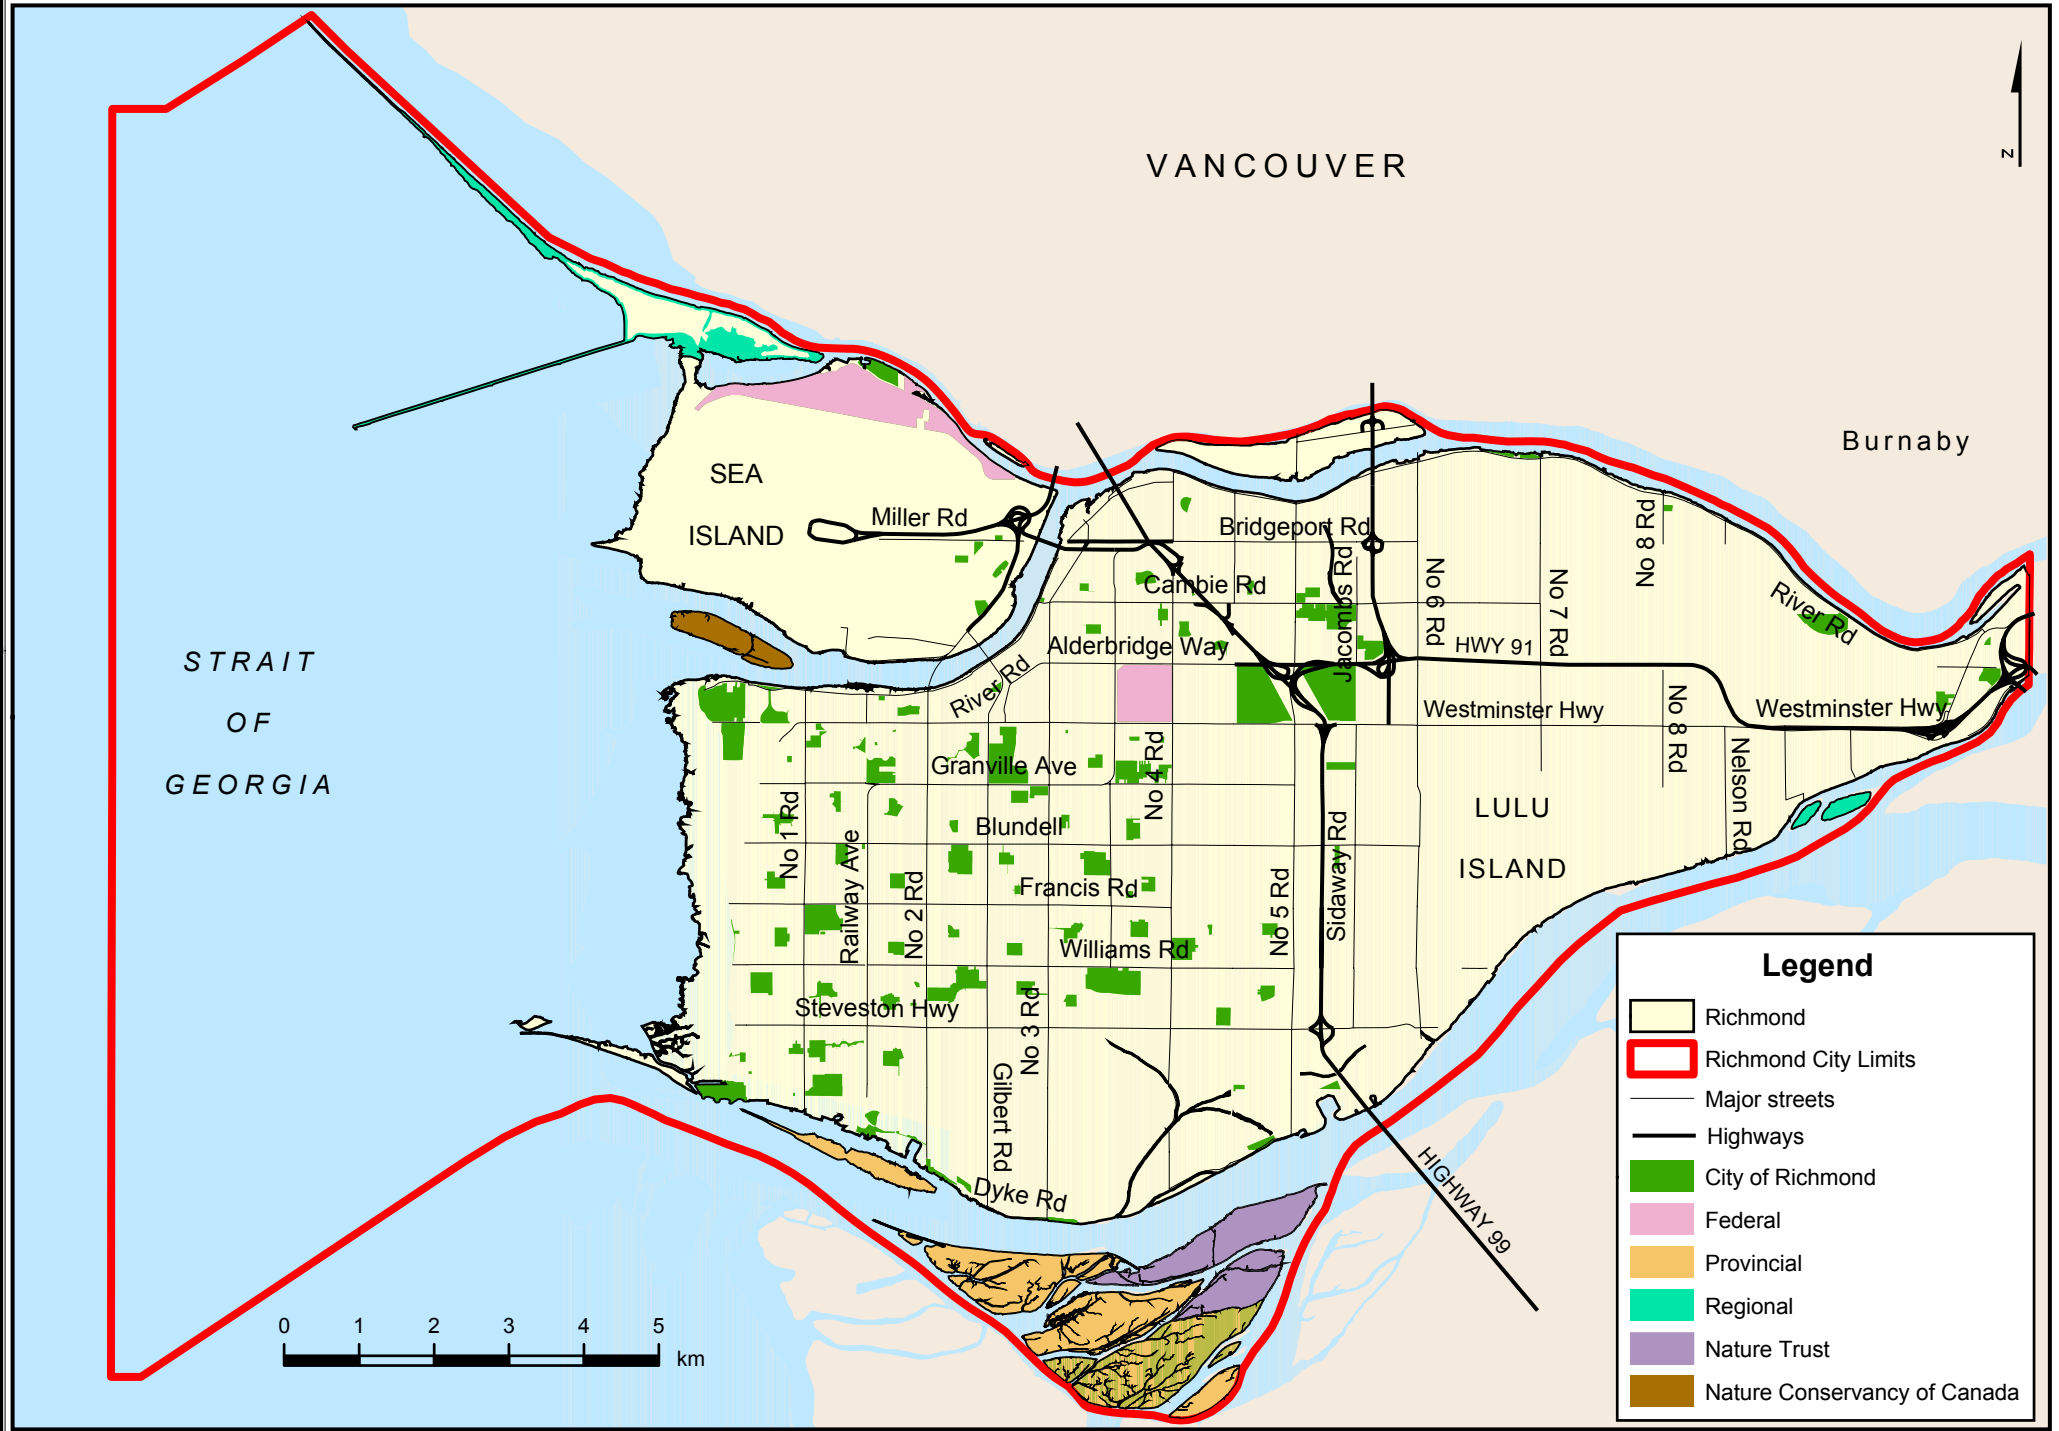 VANCOUVER
N
Burnaby
SEA
ISLAND
Miller Rd
Bridgeport Rd
Cambie Rd
Jacombs Rd
No 6 Rd
No 7 Rd
No 8 Rd
River Rd
Alderbridge Way
HWY 91
River Rd
Westminster Hwy
No 8 Rd
Westminster Hwy
Nelson Rd
STRAIT
OF
GEORGIA
Granville Ave
No 4 Rd
No 1 Rd
Railway Ave
Blundell
LULU
ISLAND
Sidaway Rd
No 2 Rd
Francis Rd
No 5 Rd
Williams Rd
Steveston Hwy
No 3 Rd
Gilbert Rd
Dyke Rd
HIGHWAY 99
0 1 2 3 4 5
km
Legend
Richmond
Richmond City Limits
Major streets
Highways
City of Richmond
Federal
Provincial
Regional
Nature Trust
Nature Conservancy of Canada